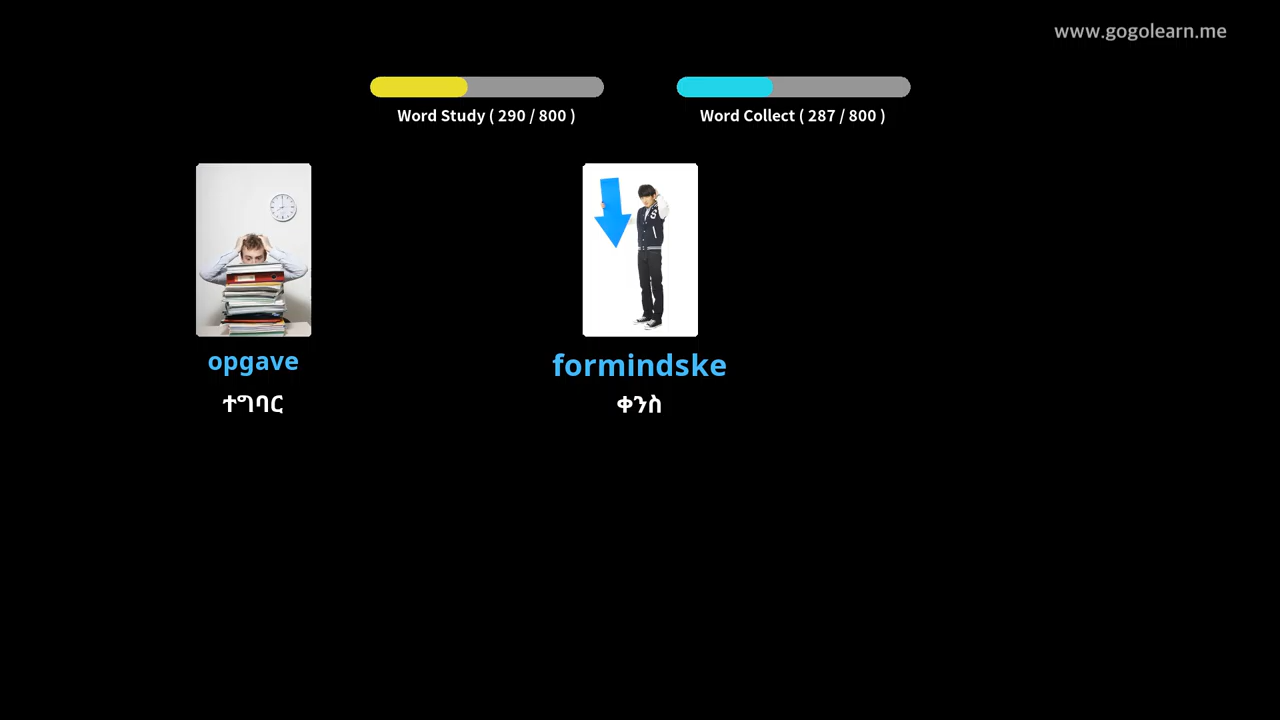 www.gogolearn.me
Word Study ( 290 / 800 )
Word Collect ( 287 / 800 )
opgave
ተግባር
formindske
ቀንስ